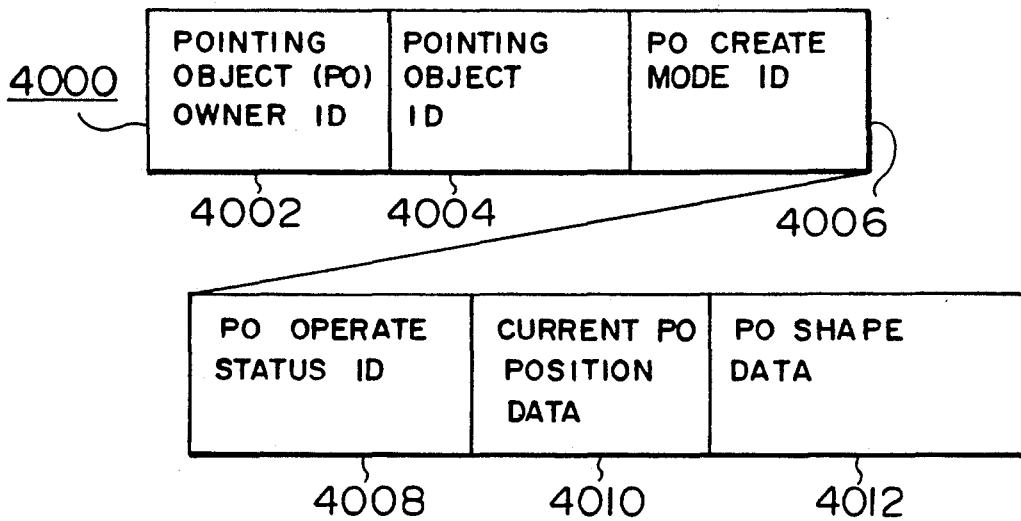 4000
POINTING
OBJECT (PO)
OWNER ID
POINTING
OBJECT
ID
PO CREATE
MODE ID
4002
4004
4006
PO OPERATE
STATUS ID
CURRENT PO
POSITION
DATA
PO SHAPE
DATA
4008
4010
4012